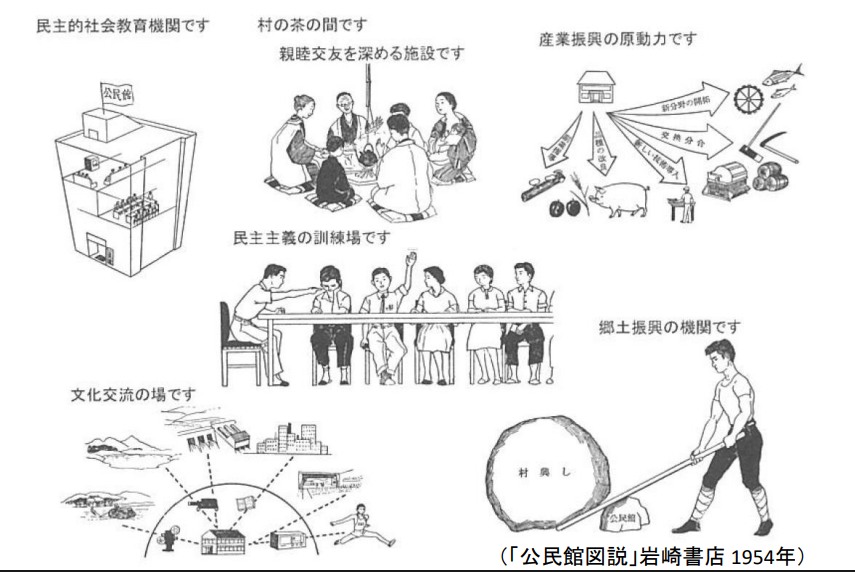 民主的社会教育機関です
公民館
村の茶の間です
親睦交友を深める施設です
産業振興の原動力です
新分野の開拓
交換分合
新しい技術導入
民主主義の訓練場です
郷土振興の機関です
村興し
公民館
文化交流の場です
(「公民館図説」岩崎書店 1954年)